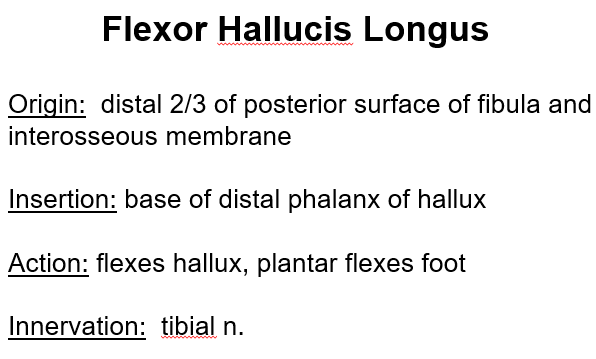 Flexor Hallucis Longus
Origin:  distal 2/3 of posterior surface of fibula and
interosseous membrane
Insertion: base of distal phalanx of hallux
Action: flexes hallux, plantar flexes foot
Innervation:  tibial n.